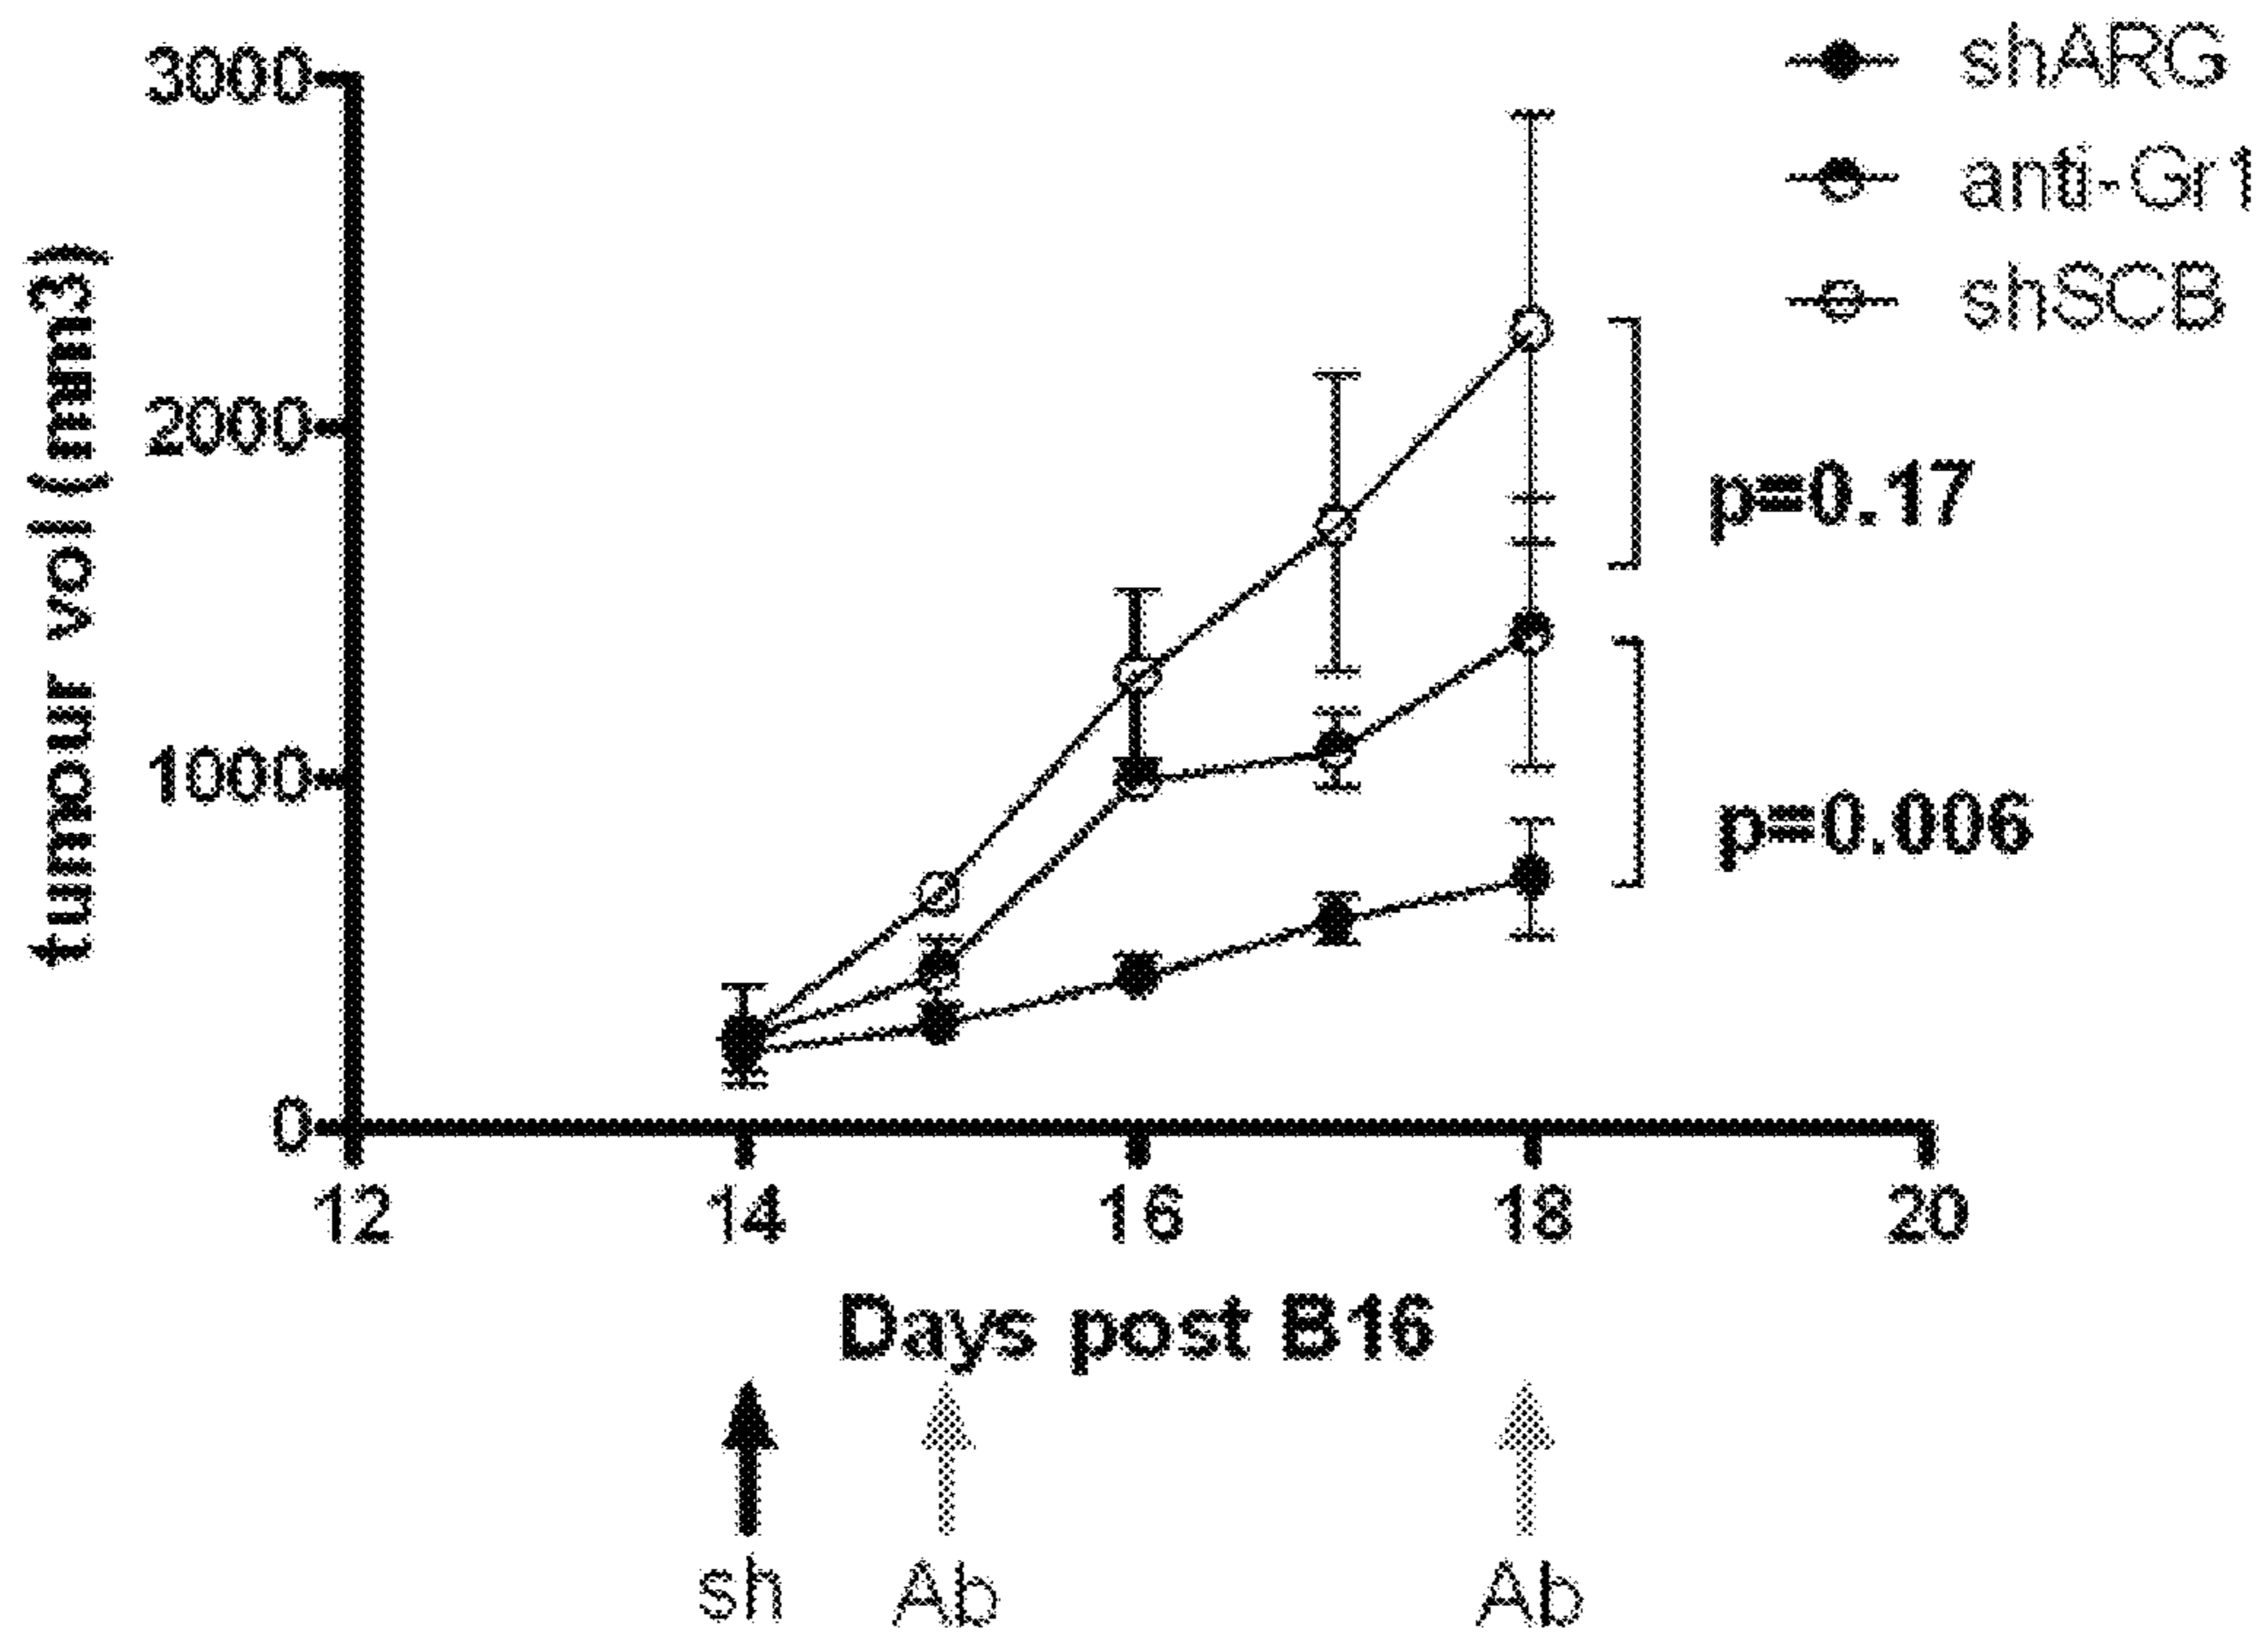 shARG
anti-Gr1
shSCB
tumour vol (mm3)
3000
2000
1000
0
p=0.17
p=0.006
12 14 16 18 20
Days post B16
sh Ab Ab